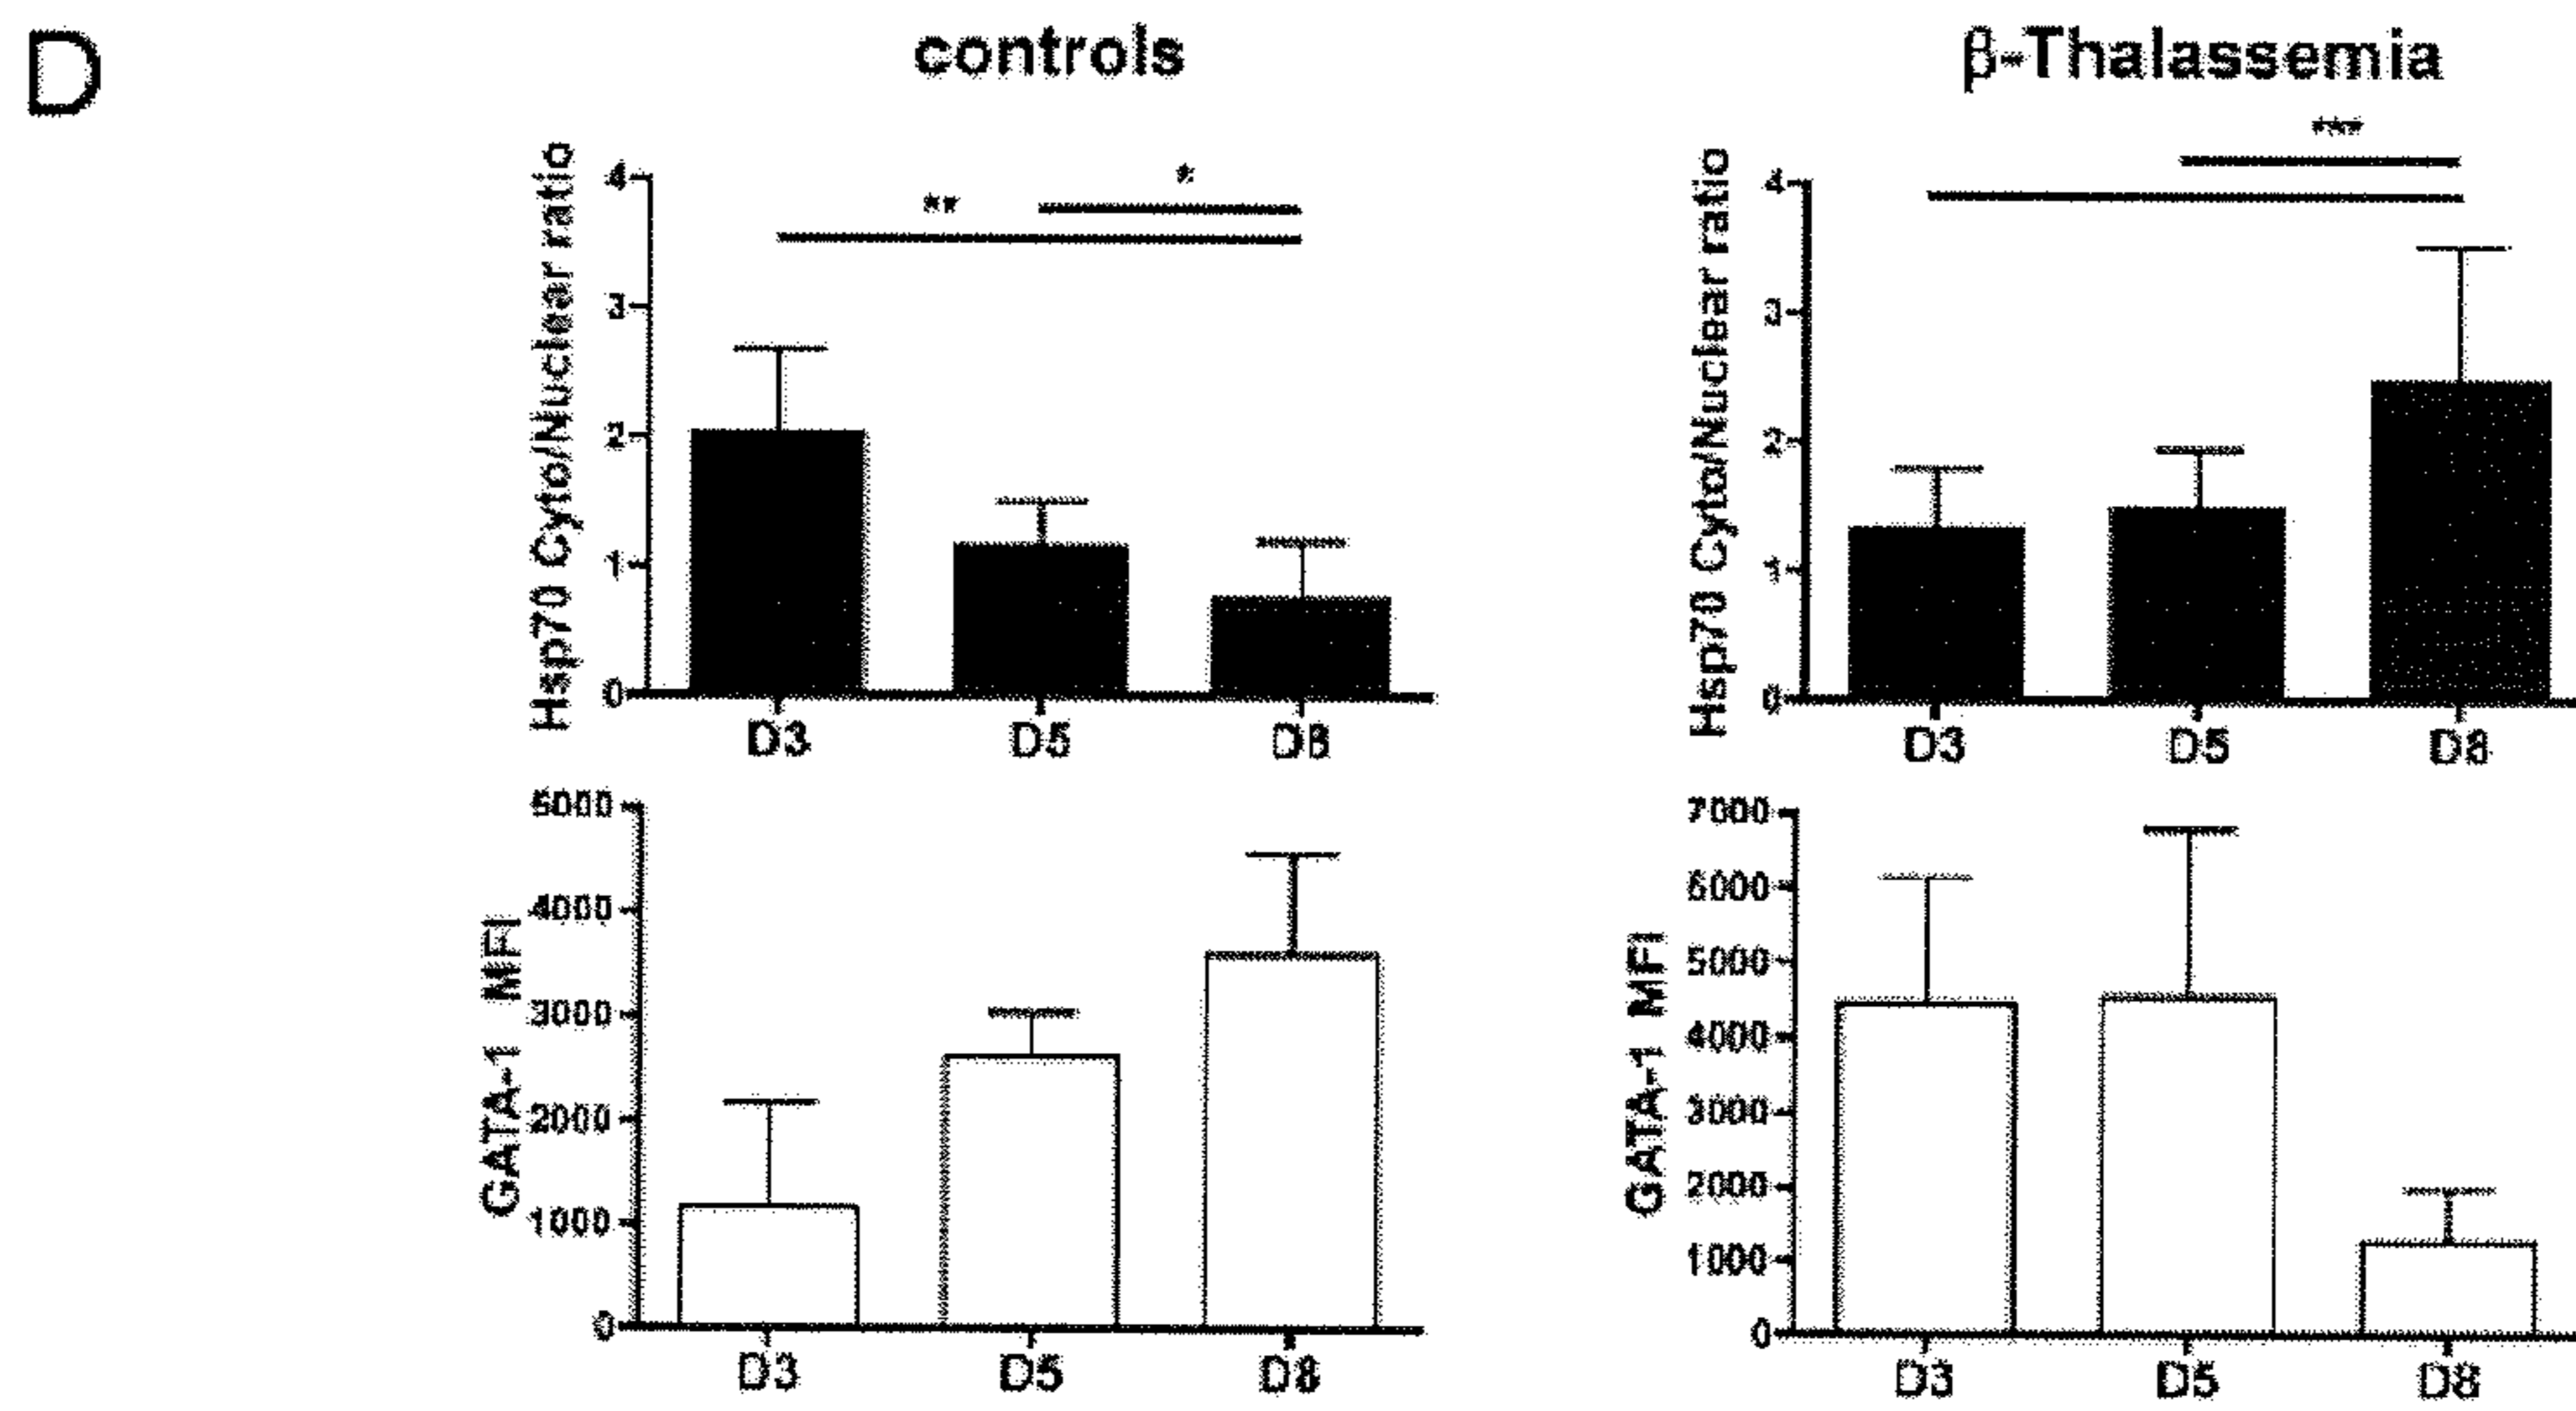 D
controls
β-Thalassemia
***
*
**
Hsp70 Cyto/Nuclear ratio
4
3
2
1
0
D3
D5
D8
Hsp70 Cyto/Nuclear ratio
4
3
2
1
0
D3
D5
D8
GATA-1 MFI
5000
4000
3000
2000
1000
0
D3
D5
D8
GATA-1 MFI
7000
6000
5000
4000
3000
2000
1000
0
D3
D5
D8